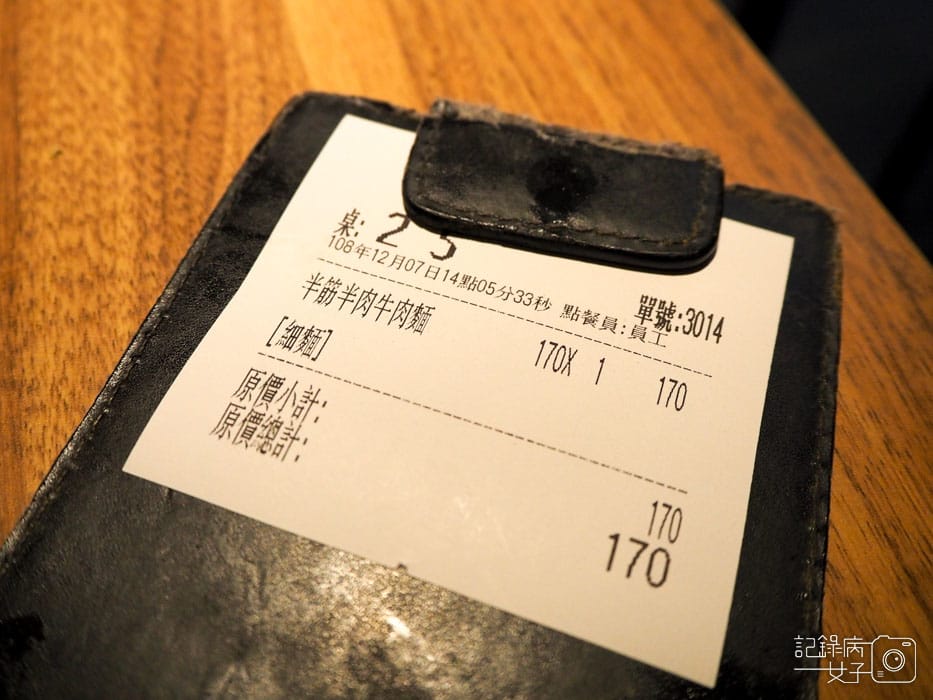 桌: 25
單號:3014
108年12月07日14點05分33秒 點餐員:員工
半筋半肉牛肉麵
170X 1 170
[細麵]
原價小計: 170
原價總計: 170
記錄病
女子